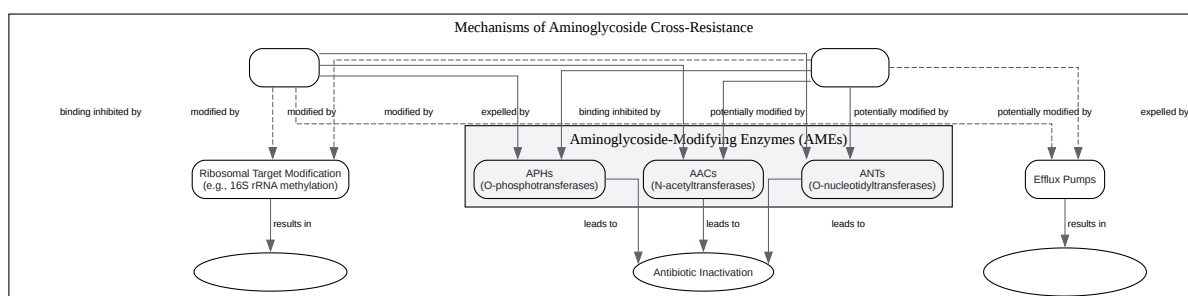 Mechanisms of Aminoglycoside Cross-Resistance
binding inhibited by
modified by
modified by
modified by
expelled by
binding inhibited by
potentially modified by
potentially modified by
potentially modified by
expelled by
Aminoglycoside-Modifying Enzymes (AMEs)
Ribosomal Target Modification
(e.g., 16S rRNA methylation)
APHs
(O-phosphotransferases)
AACs
(N-acetyltransferases)
ANTs
(O-nucleotidyltransferases)
Efflux Pumps
results in
leads to
leads to
leads to
results in
Antibiotic Inactivation